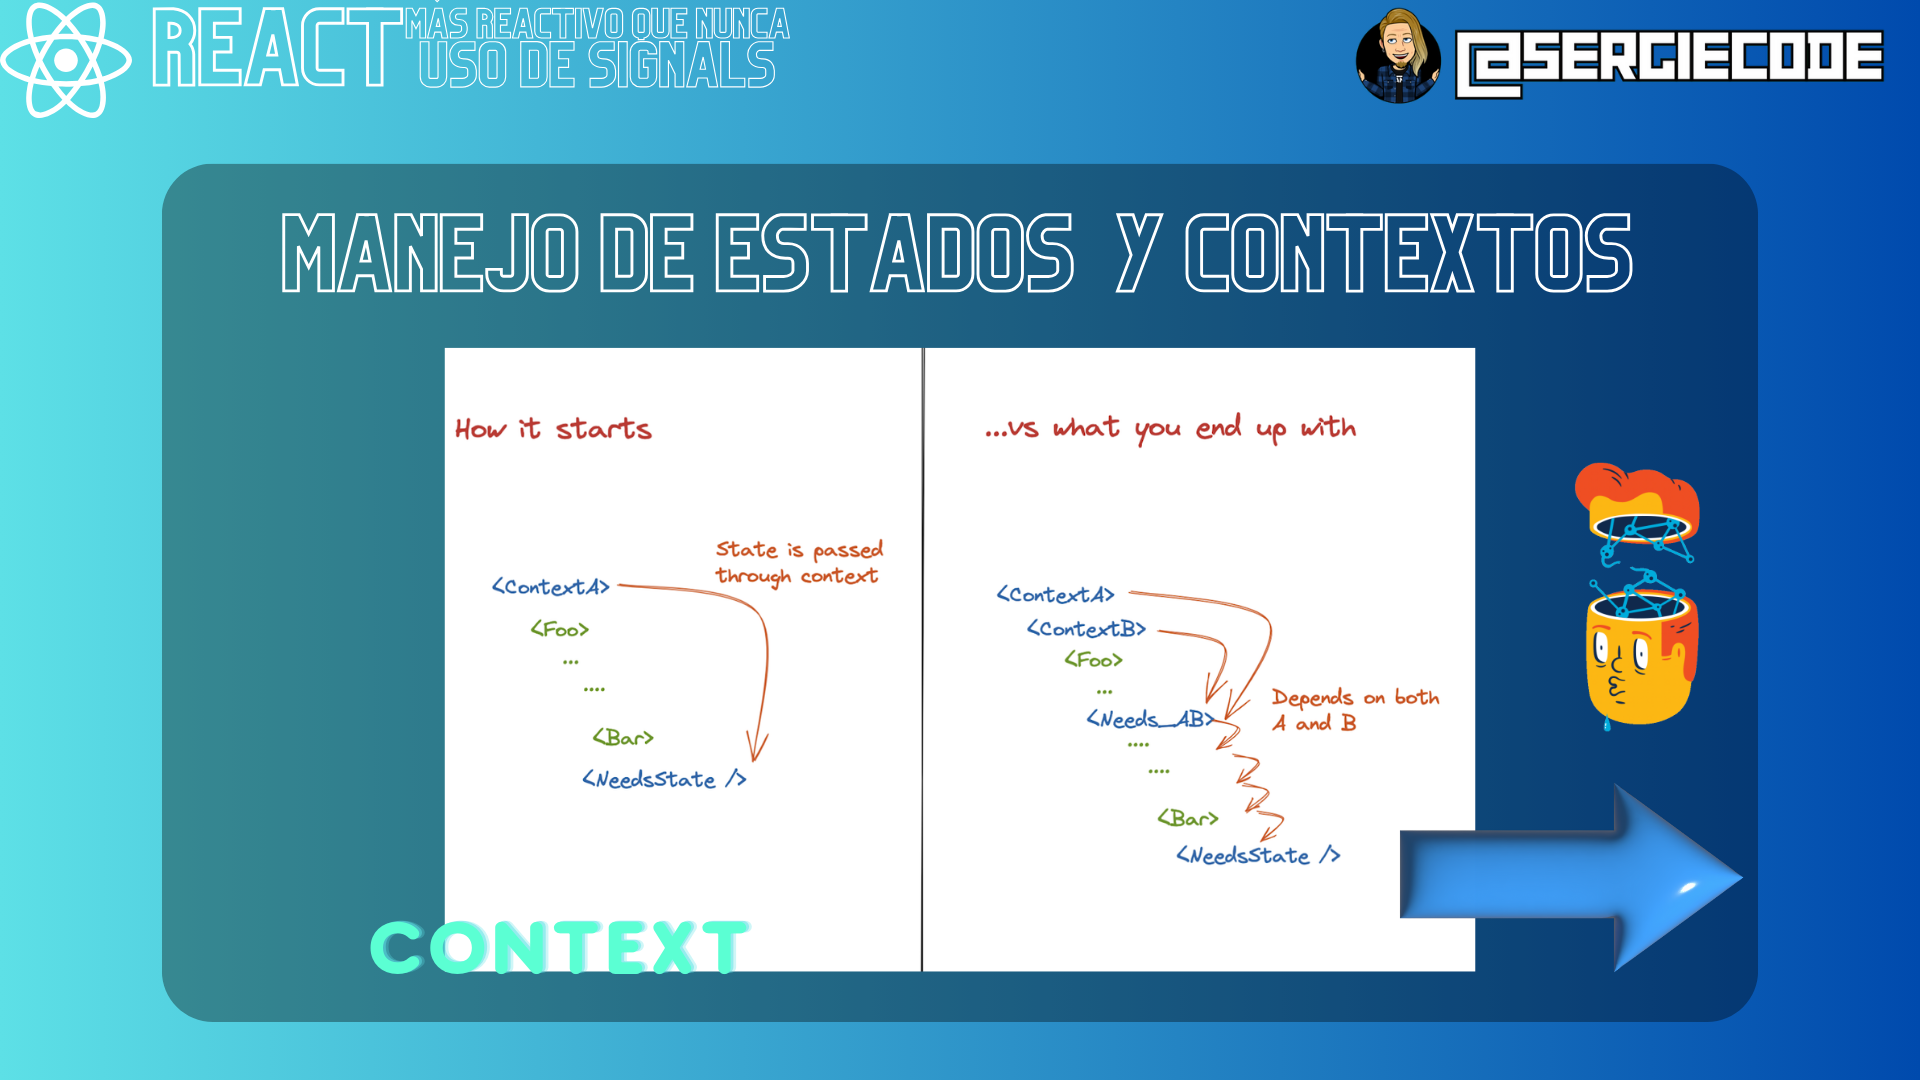 REACT
MÁS REACTIVO QUE NUNCA
USO DE SIGNALS
@SERGIECODE
MANEJO DE ESTADOS Y CONTEXTOS
How it starts
State is passed
through context
<ContextA>
<Foo>
...
....
<Bar>
<NeedsState />
...vs what you end up with
<ContextA>
<ContextB>
<Foo>
...
<Needs_AB>
Depends on both
A and B
....
....
<Bar>
<NeedsState />
CONTEXT